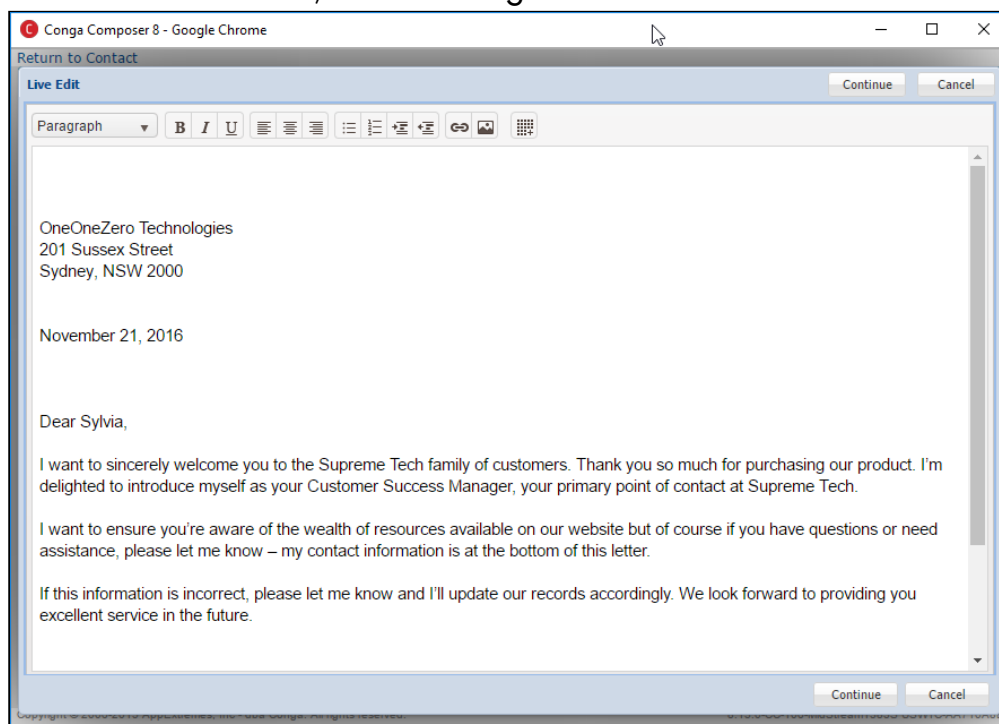 Conga Composer 8 - Google Chrome
Return to Contact
Live Edit
Continue
Cancel
Paragraph
B I U
OneOneZero Technologies
201 Sussex Street
Sydney, NSW 2000
November 21, 2016
Dear Sylvia,
I want to sincerely welcome you to the Supreme Tech family of customers. Thank you so much for purchasing our product. I’m
delighted to introduce myself as your Customer Success Manager, your primary point of contact at Supreme Tech.
I want to ensure you’re aware of the wealth of resources available on our website but of course if you have questions or need
assistance, please let me know – my contact information is at the bottom of this letter.
If this information is incorrect, please let me know and I’ll update our records accordingly. We look forward to providing you
excellent service in the future.
Continue
Cancel